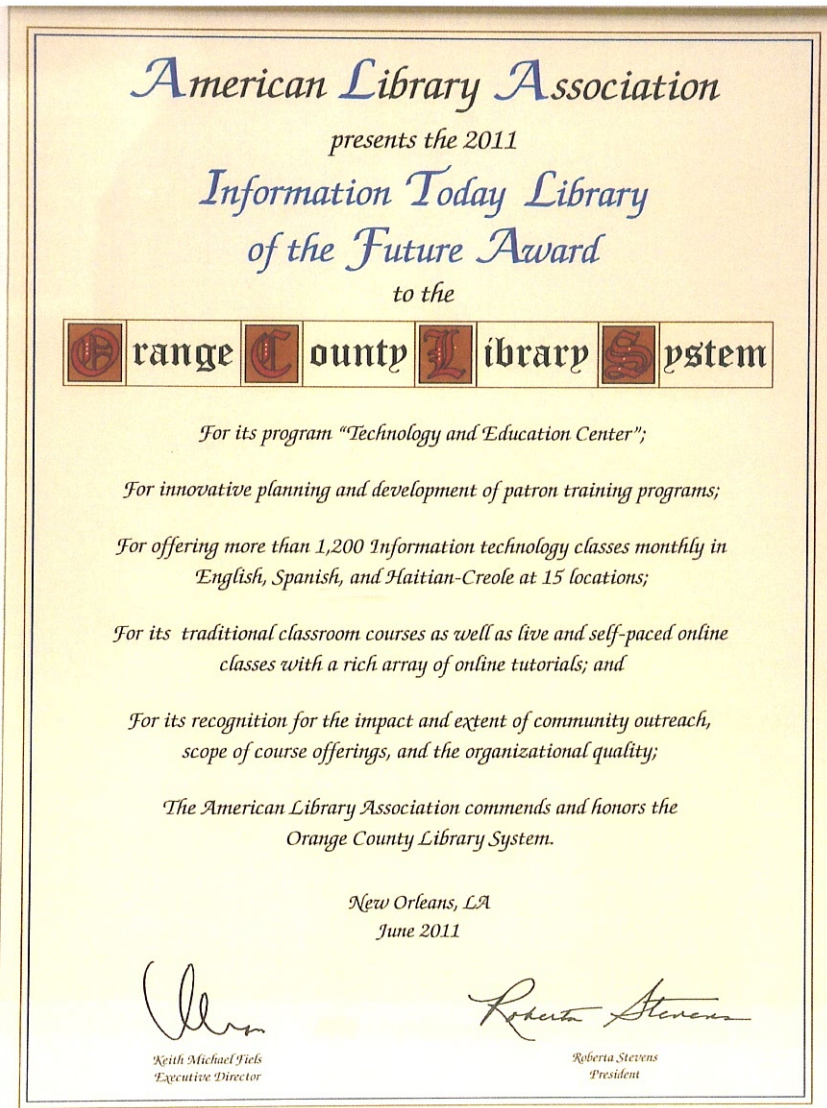 American Library Association
presents the 2011
Information Today Library
of the Future Award
to the
Orange County Library System
For its program “Technology and Education Center”;
For innovative planning and development of patron training programs;
For offering more than 1,200 Information technology classes monthly in
English, Spanish, and Haitian-Creole at 15 locations;
For its traditional classroom courses as well as live and self-paced online
classes with a rich array of online tutorials; and
For its recognition for the impact and extent of community outreach,
scope of course offerings, and the organizational quality;
The American Library Association commends and honors the
Orange County Library System.
New Orleans, LA
June 2011
Roberta Stevens
Keith Michael Fiels
Executive Director
Roberta Stevens
President